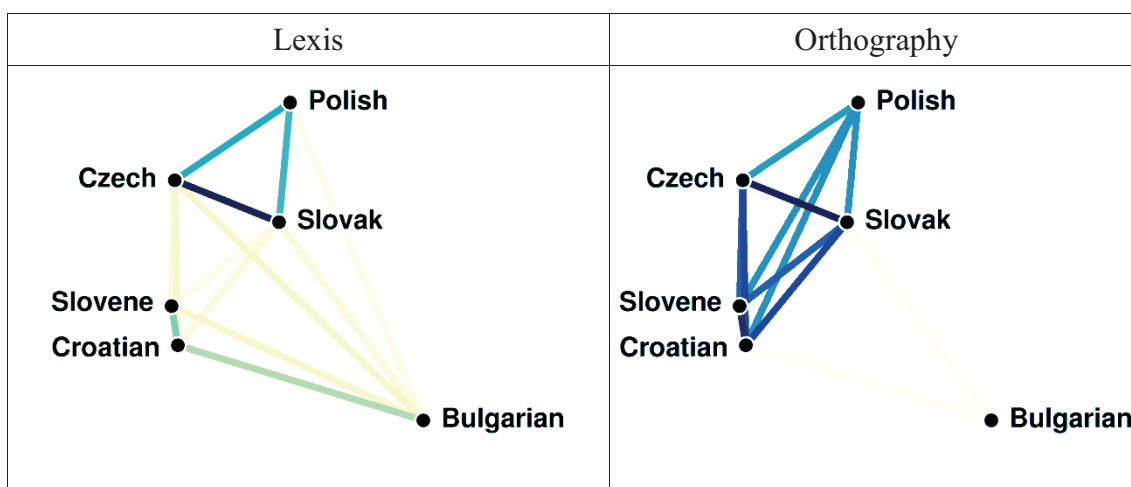 Lexis
Orthography
Polish
Czech
Slovak
Slovene
Croatian
Bulgarian
Polish
Czech
Slovak
Slovene
Croatian
Bulgarian